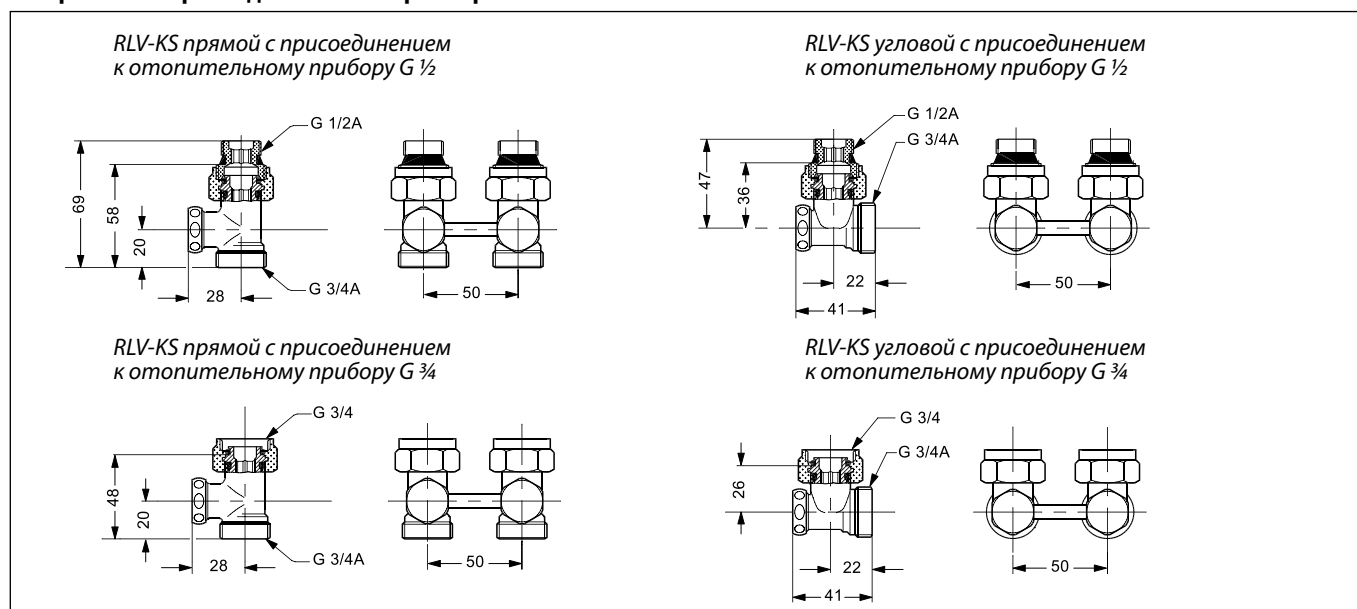 RLV-KS прямой с присоединением
к отопительному прибору G ½
G 1/2A
69
58
20
28
G 3/4A
50
RLV-KS угловой с присоединением
к отопительному прибору G ½
G 1/2A
G 3/4A
47
36
22
41
50
RLV-KS прямой с присоединением
к отопительному прибору G ¾
G 3/4
48
20
28
G 3/4A
50
RLV-KS угловой с присоединением
к отопительному прибору G ¾
G 3/4
G 3/4A
26
22
41
50